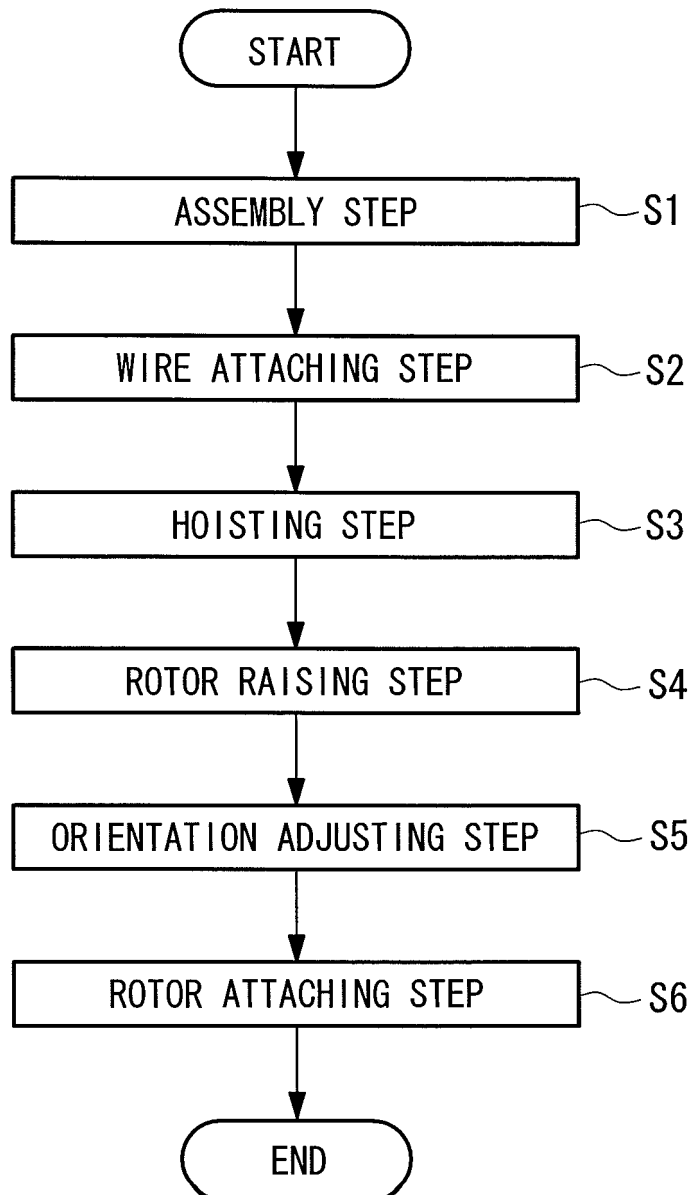 START
ASSEMBLY STEP S1
WIRE ATTACHING STEP S2
HOISTING STEP S3
ROTOR RAISING STEP S4
ORIENTATION ADJUSTING STEP S5
ROTOR ATTACHING STEP S6
END